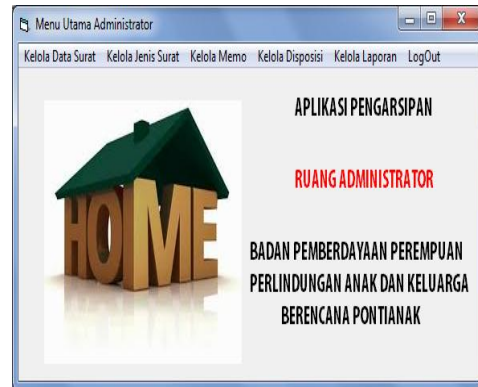 Menu Utama Administrator
Kelola Data Surat Kelola Jenis Surat Kelola Memo Kelola Disposisi Kelola Laporan LogOut
APLIKASI PENGARSIPAN
RUANG ADMINISTRATOR
HOME
BADAN PEMBERDAYAAN PEREMPUAN
PERLINDUNGAN ANAK DAN KELUARGA
BERENCANA PONTIANAK